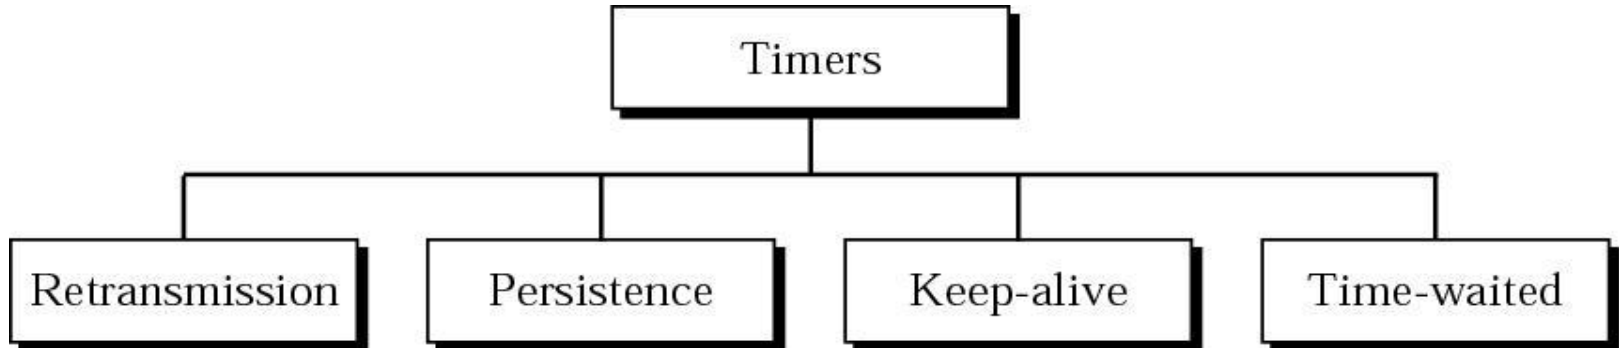 Timers
Retransmission
Persistence
Keep-alive
Time-waited